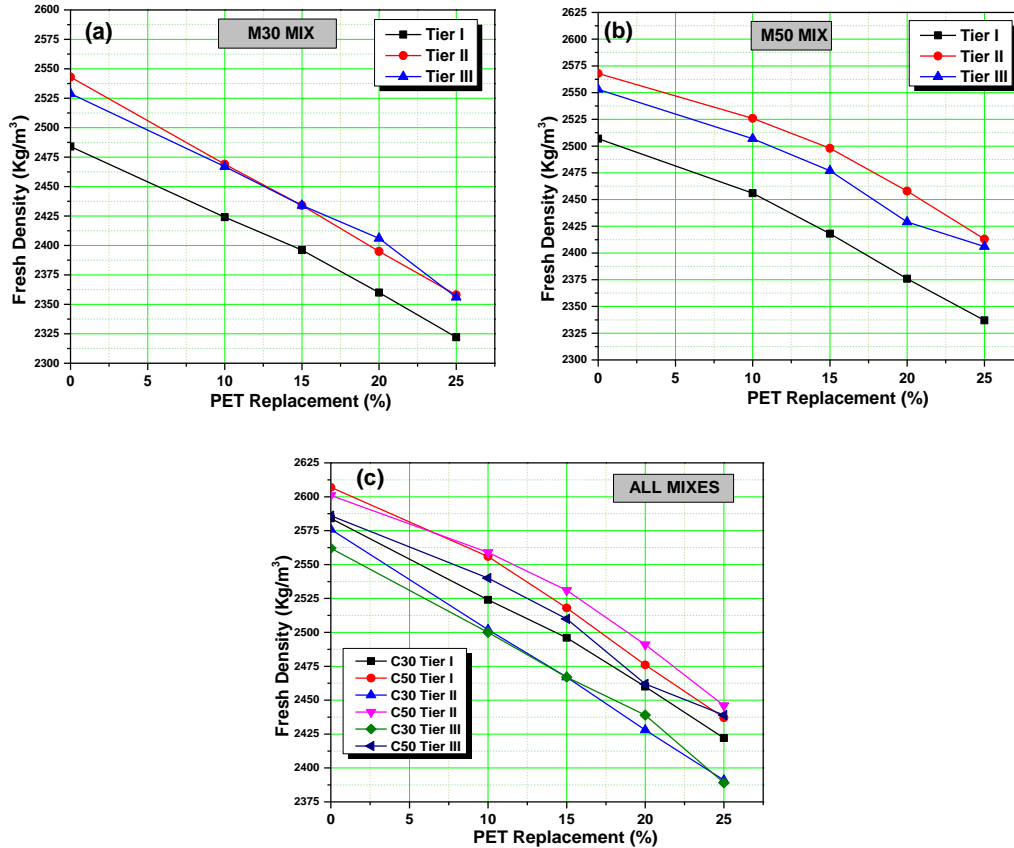 (a)
M30 MIX
Tier I
Tier II
Tier III
2600
2575
2550
2525
2500
2475
2450
2425
2400
2375
2350
2325
2300
Fresh Density (Kg/m³)
0 5 10 15 20 25
PET Replacement (%)
(b)
M50 MIX
Tier I
Tier II
Tier III
2625
2600
2575
2550
2525
2500
2475
2450
2425
2400
2375
2350
2325
2300
Fresh Density (Kg/m³)
0 5 10 15 20 25
PET Replacement (%)
(c)
ALL MIXES
2625
2600
2575
2550
2525
2500
2475
2450
2425
2400
2375
Fresh Density (Kg/m³)
C30 Tier I
C50 Tier I
C30 Tier II
C50 Tier II
C30 Tier III
C50 Tier III
0 5 10 15 20 25
PET Replacement (%)